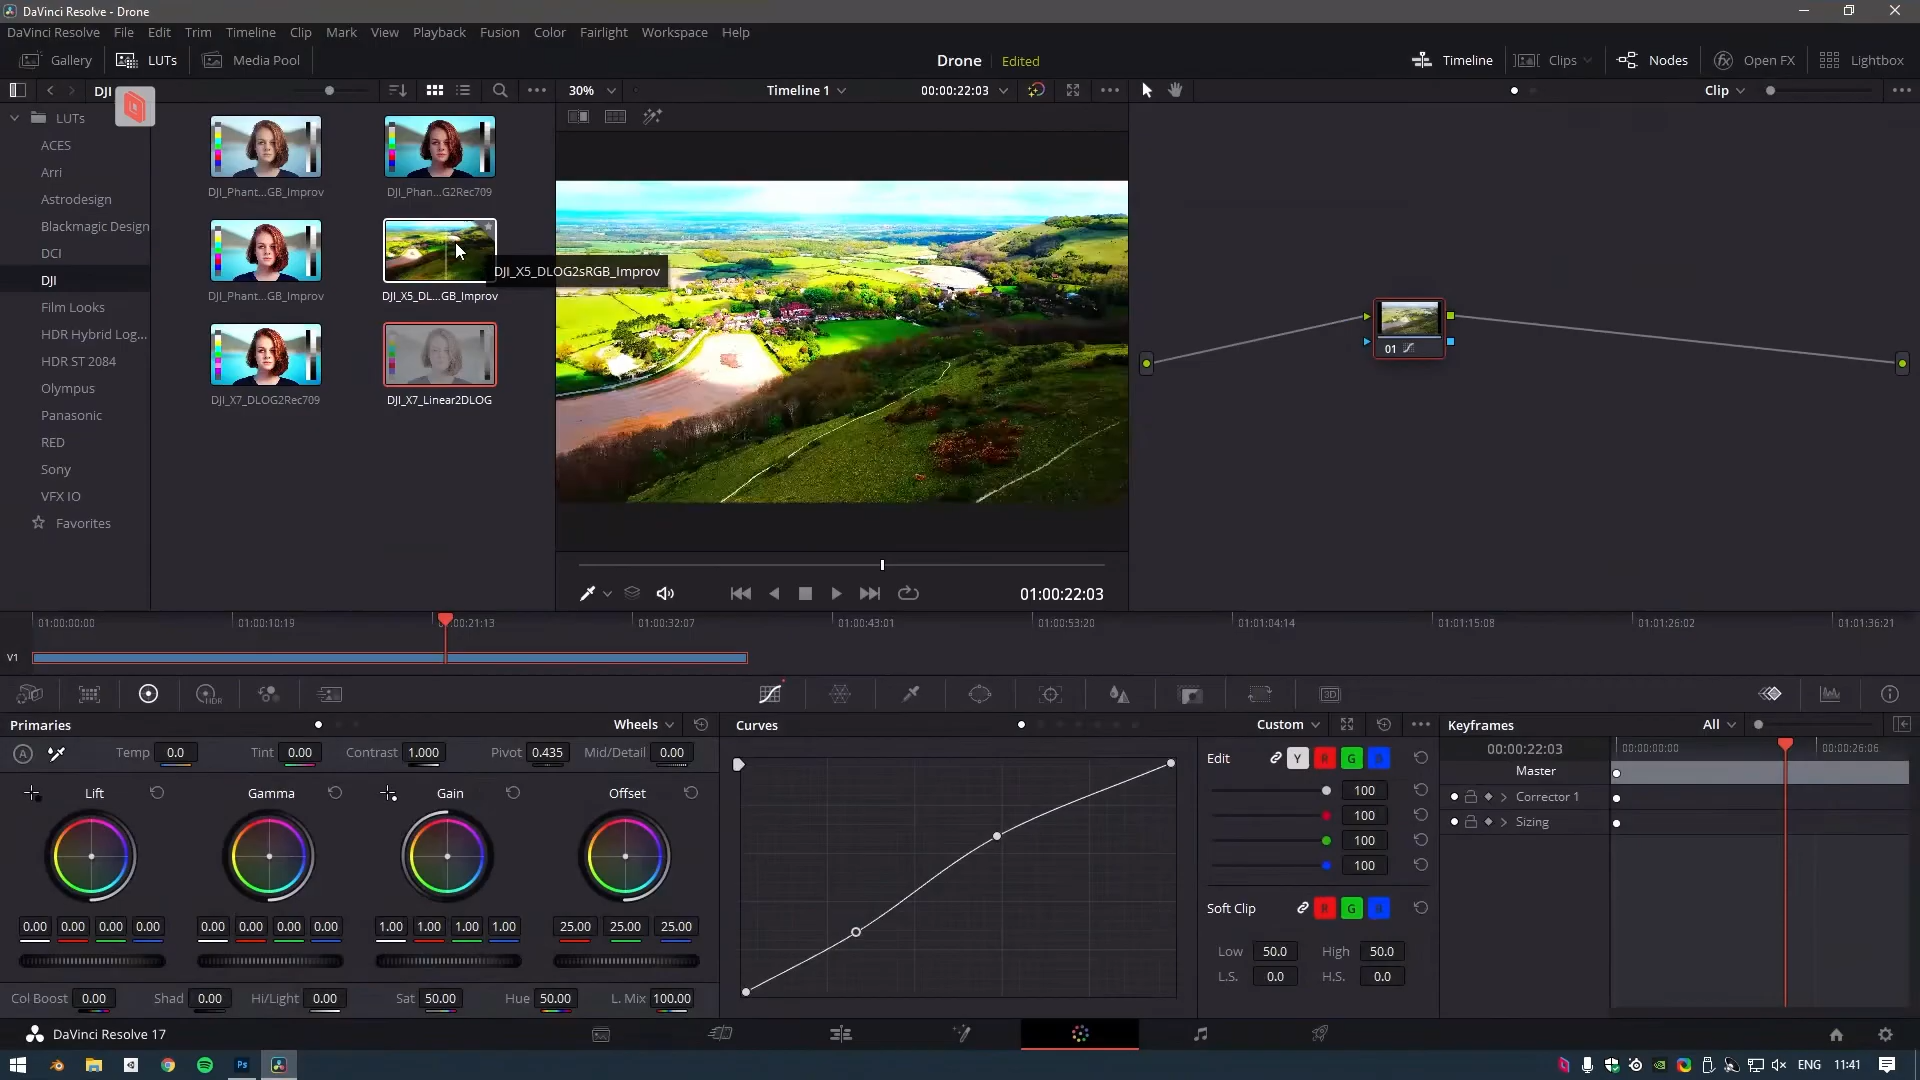 DaVinci Resolve - Drone
DaVinci Resolve File Edit Trim Timeline Clip Mark View Playback Fusion Color Fairlight Workspace Help
Gallery LUTs Media Pool Drone Edited Timeline Clips Nodes Open FX Lightbox
DJI 30% Timeline 1 00:00:22:03 Clip
LUTs
ACES
Arri
Astrodesign
Blackmagic Design
DCI
DJI
Film Looks
HDR Hybrid Log...
HDR ST 2084
Olympus
Panasonic
RED
Sony
VFX IO
Favorites
DJI_Phant...GB_Improv DJI_Phan...G2Rec709
DJI_X5_DLOG2sRGB_Improv
DJI_Phant...GB_Improv DJI_X5_DL...GB_Improv
DJI_X7_DLOG2Rec709 DJI_X7_Linear2DLOG
01
01:00:22:03
01:00:00:00 01:00:10:19 01:00:21:13 01:00:32:07 01:00:43:01 01:00:53:20 01:01:04:14 01:01:15:08 01:01:26:02 01:01:36:21
V1
HDR 3D
Primaries Wheels Curves Custom Keyframes All
A Temp 0.0 Tint 0.00 Contrast 1.000 Pivot 0.435 Mid/Detail 0.00
Lift Gamma Gain Offset
0.00 0.00 0.00 0.00 0.00 0.00 0.00 0.00 1.00 1.00 1.00 1.00 25.00 25.00 25.00
Col Boost 0.00 Shad 0.00 Hi/Light 0.00 Sat 50.00 Hue 50.00 L. Mix 100.00
Edit Y R G B
100
100
100
100
Soft Clip R G B
Low 50.0 High 50.0
L.S. 0.0 H.S. 0.0
00:00:22:03 00:00:00:00 00:00:26:06
Master
Corrector 1
Sizing
DaVinci Resolve 17
Ps ENG 11:41